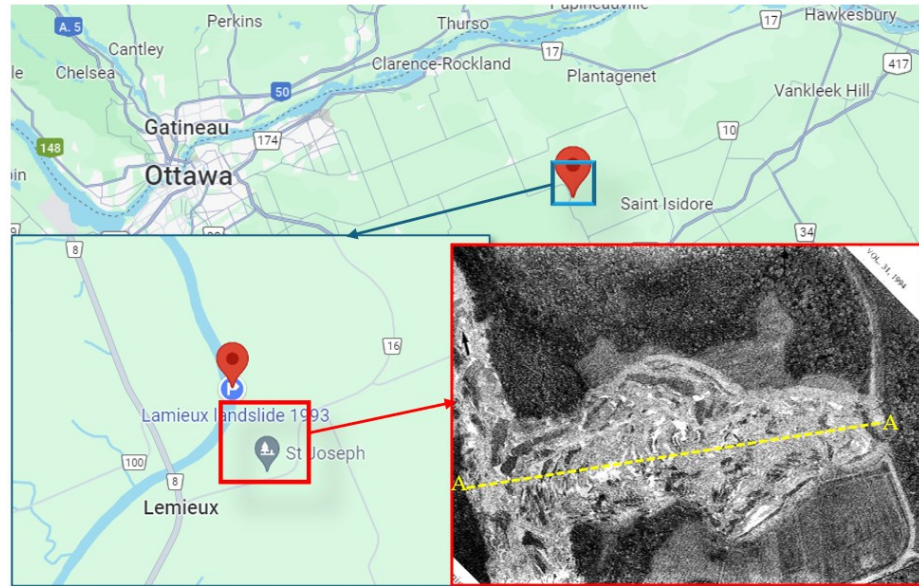 A. 5
Perkins
Thurso
Papineauville
17
Hawkesbury
Cantley
Chelsea
50
Clarence-Rockland
17
Plantagenet
417
Vankleek Hill
Gatineau
174
148
Ottawa
10
Saint Isidore
34
8
16
P
Lamieux landslide 1993
St Joseph
100
8
Lemieux
VOL. 31, 1994
A
A